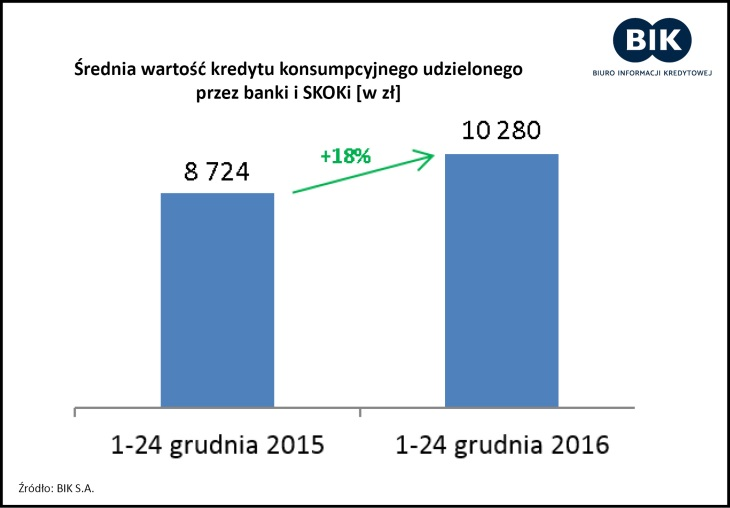 BIK
BIURO INFORMACJI KREDYTOWEJ
Średnia wartość kredytu konsumpcyjnego udzielonego
przez banki i SKOKi [w zł]
+18%
10 280
8 724
1-24 grudnia 2015
1-24 grudnia 2016
Źródło: BIK S.A.